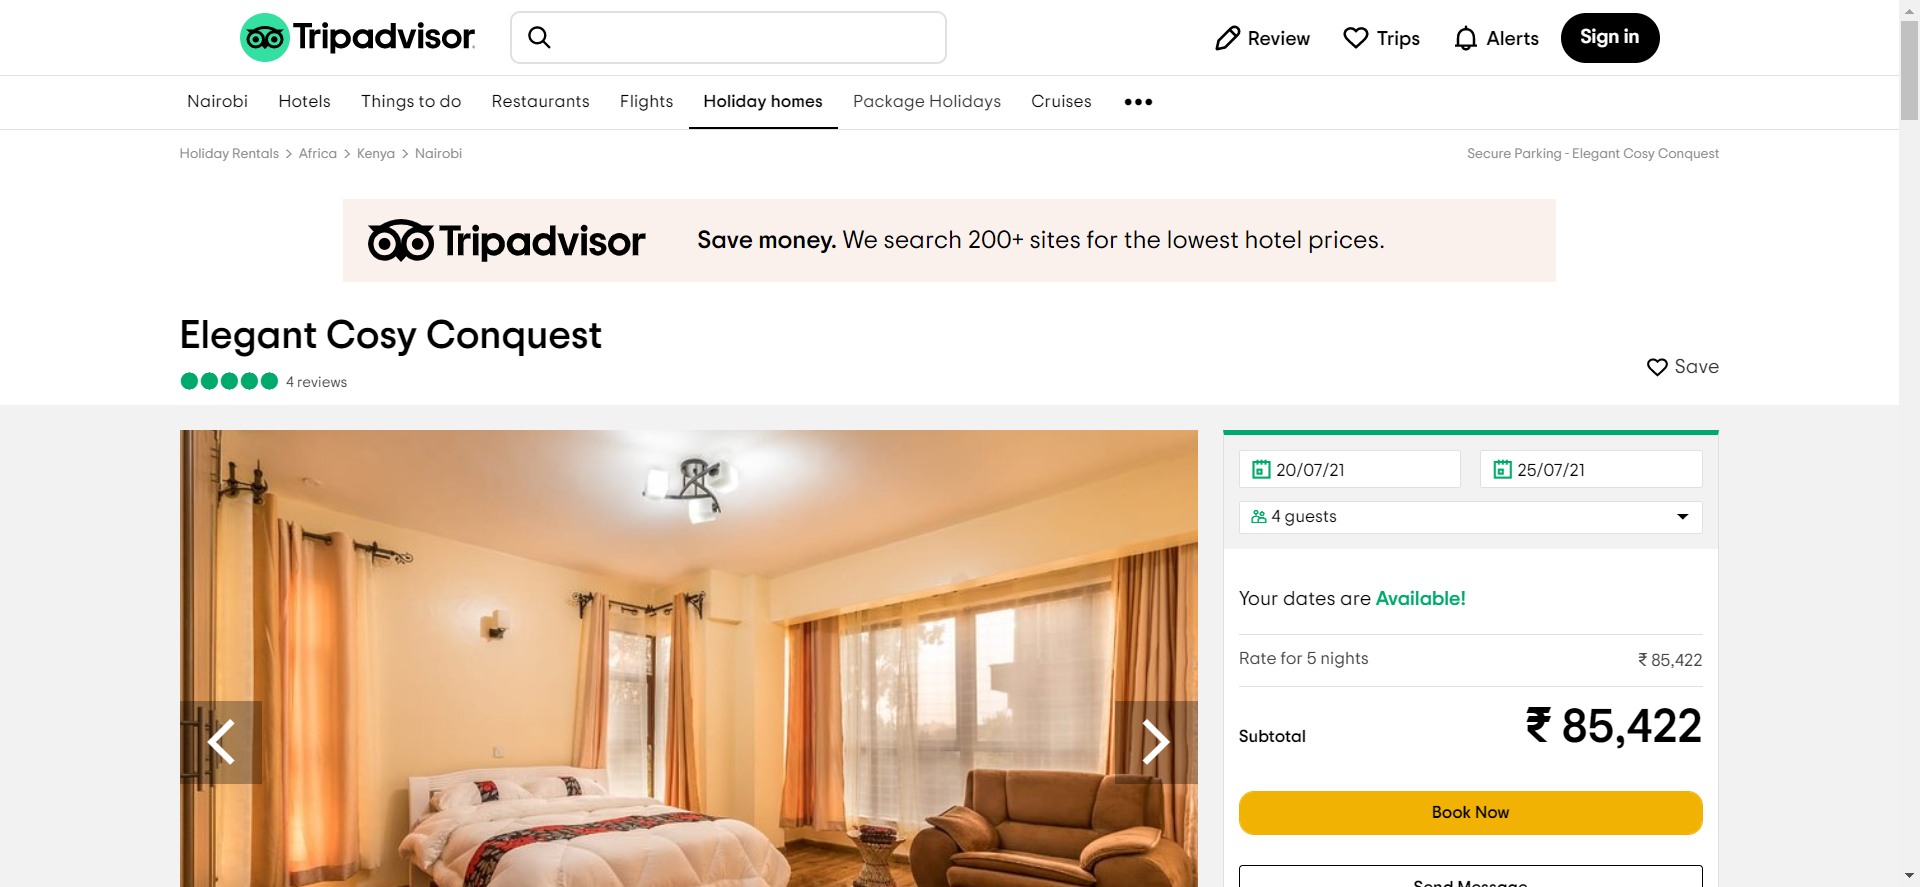 Tripadvisor
Review
Trips
Alerts
Sign in
Nairobi
Hotels
Things to do
Restaurants
Flights
Holiday homes
Package Holidays
Cruises
Holiday Rentals > Africa > Kenya > Nairobi
Secure Parking - Elegant Cosy Conquest
Tripadvisor
Save money. We search 200+ sites for the lowest hotel prices.
Elegant Cosy Conquest
4 reviews
Save
20/07/21
25/07/21
4 guests
Your dates are Available!
Rate for 5 nights
₹ 85,422
Subtotal
₹ 85,422
Book Now
Send Message